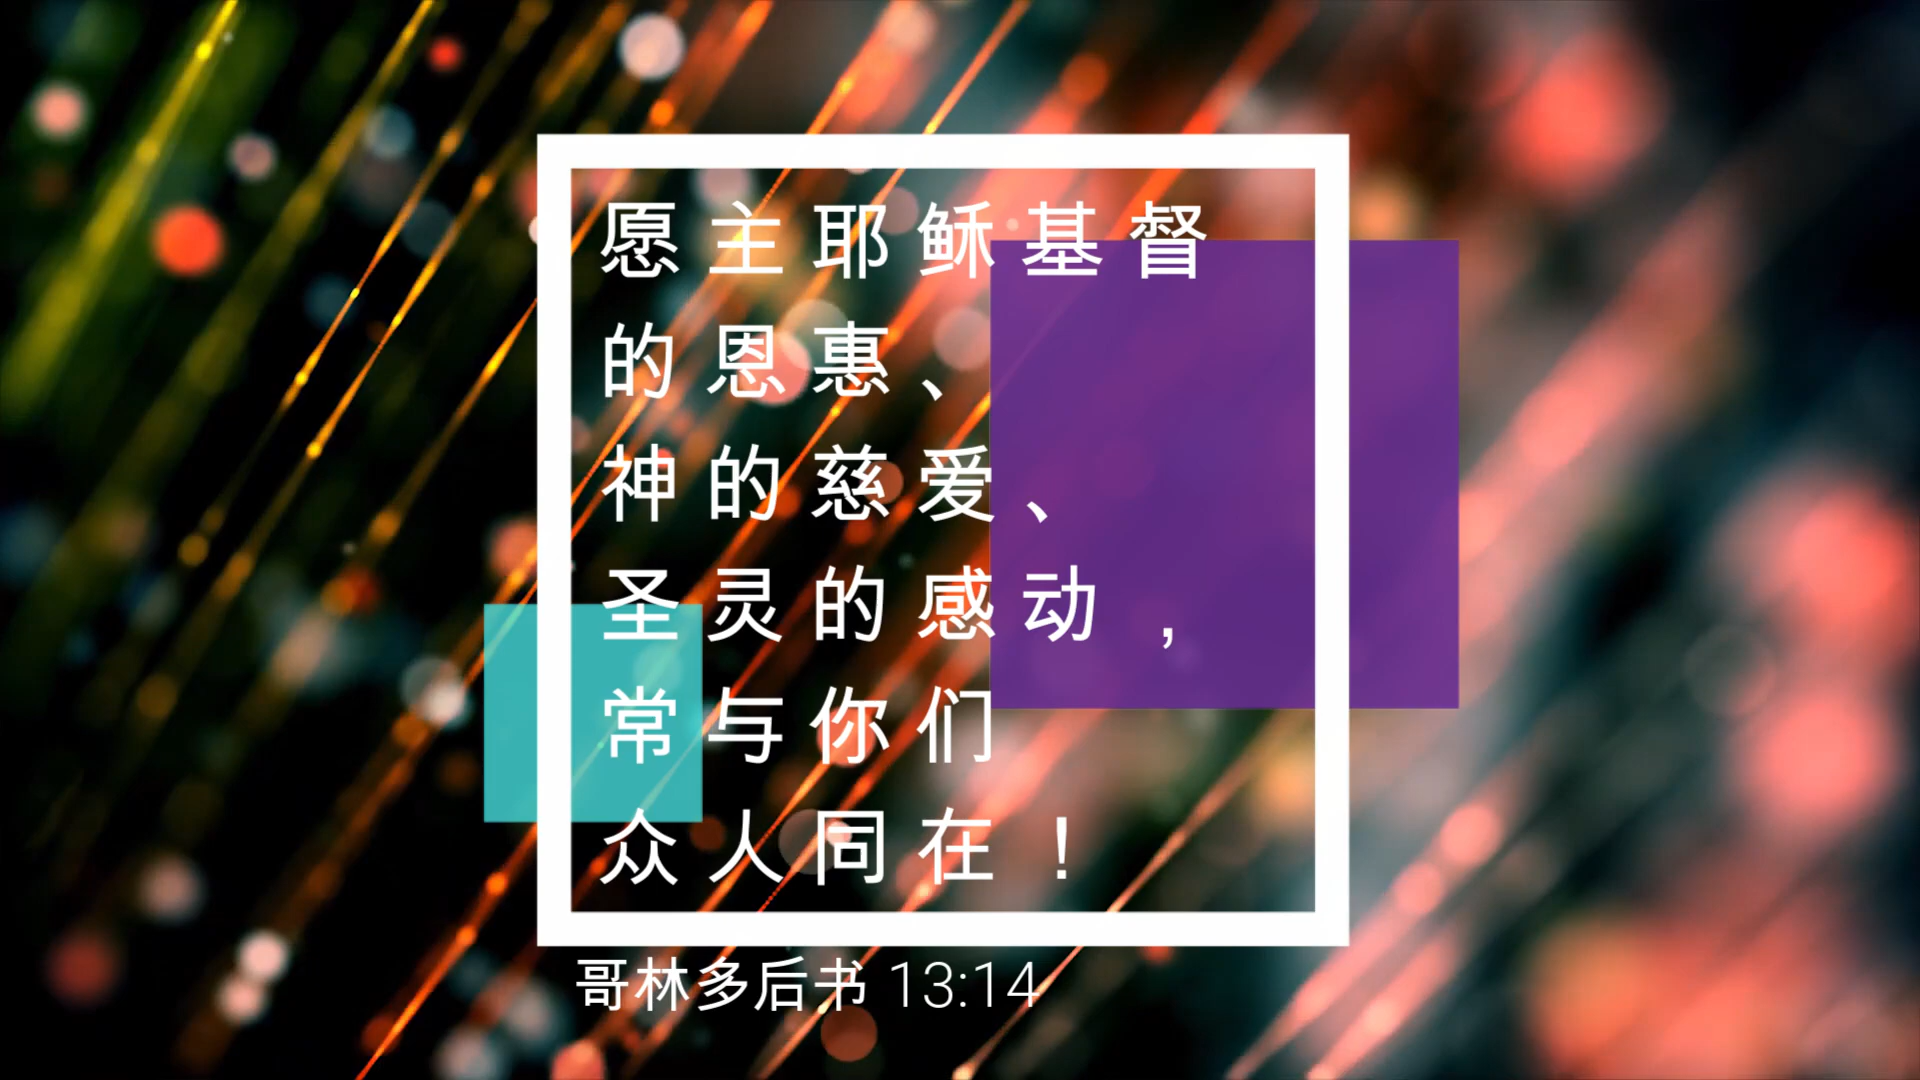 愿主耶稣基督
的恩惠、
神的慈爱、
圣灵的感动，
常与你们
众人同在！
哥林多后书 13:14